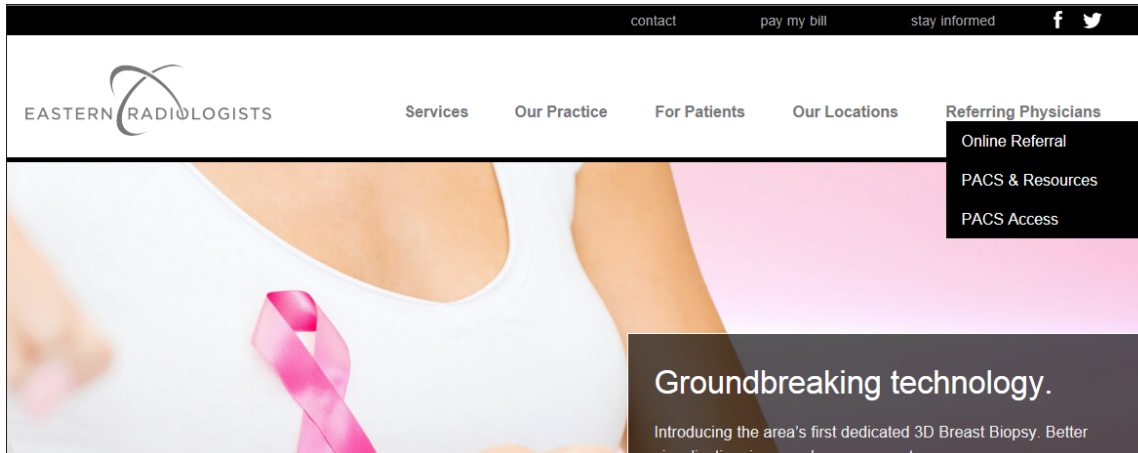 contact pay my bill stay informed
EASTERN RADIOLOGISTS
Services Our Practice For Patients Our Locations Referring Physicians
Online Referral
PACS & Resources
PACS Access
Groundbreaking technology.
Introducing the area's first dedicated 3D Breast Biopsy. Better